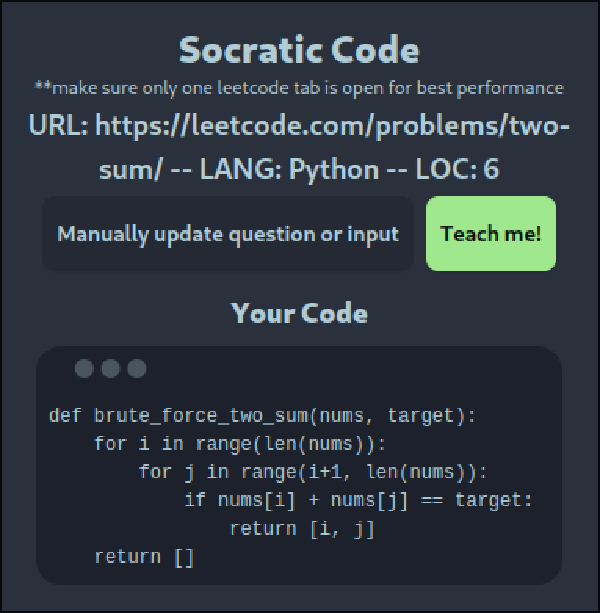 Socratic Code
**make sure only one leetcode tab is open for best performance
URL: https://leetcode.com/problems/two-
sum/ -- LANG: Python -- LOC: 6
Manually update question or input
Teach me!
Your Code
def brute_force_two_sum(nums, target):
    for i in range(len(nums)):
        for j in range(i+1, len(nums)):
            if nums[i] + nums[j] == target:
                return [i, j]
    return []